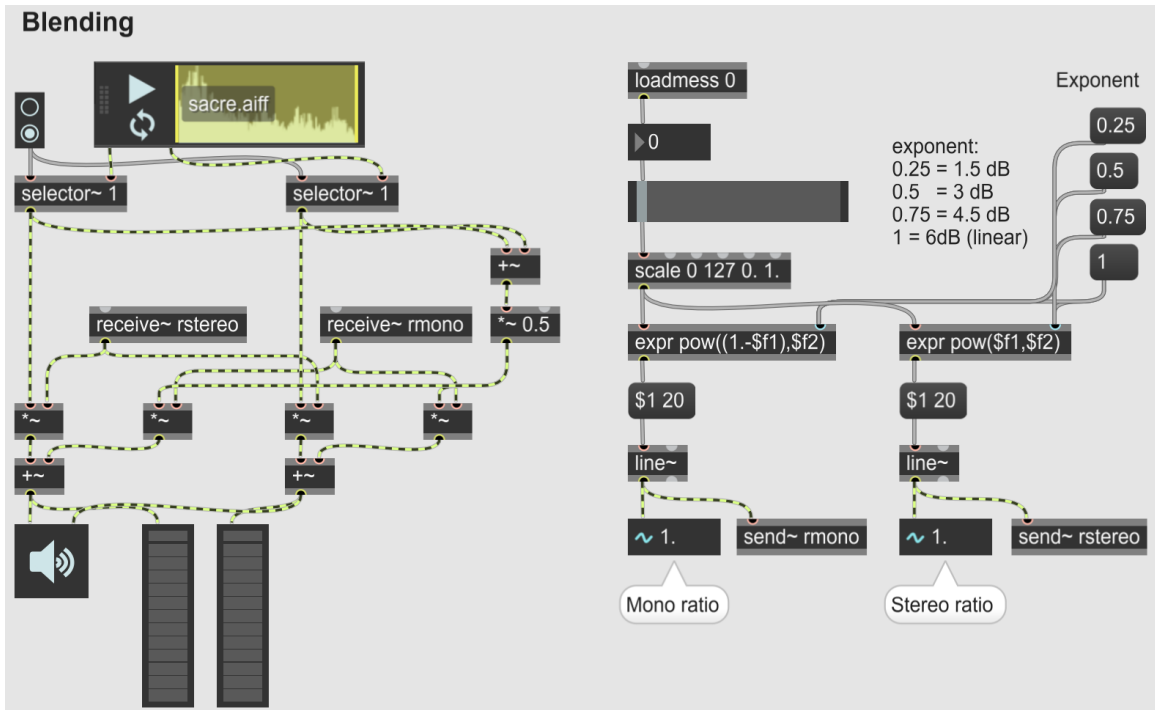 Blending
sacre.aiff
selector~ 1
selector~ 1
+~
receive~ rstereo
receive~ rmono
*~ 0.5
*~
*~
*~
*~
+~
+~
loadmess 0
0
scale 0 127 0. 1.
exponent:
0.25 = 1.5 dB
0.5 = 3 dB
0.75 = 4.5 dB
1 = 6dB (linear)
Exponent
0.25
0.5
0.75
1
expr pow((1.-$f1),$f2)
expr pow($f1,$f2)
$1 20
$1 20
line~
line~
1.
send~ rmono
1.
send~ rstereo
Mono ratio
Stereo ratio